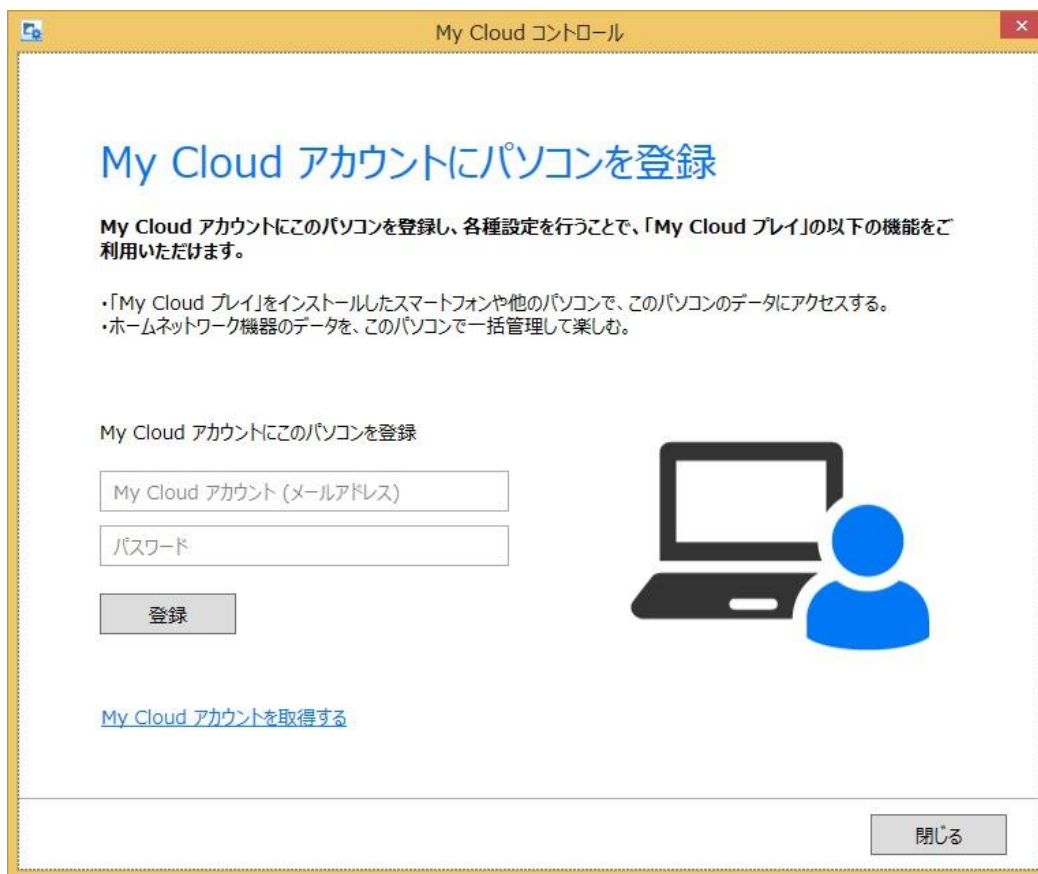 My Cloud コントロール
My Cloud アカウントにパソコンを登録
My Cloud アカウントにこのパソコンを登録し、各種設定を行うことで、「My Cloud プレイ」の以下の機能をご
利用いただけます。
・「My Cloud プレイ」をインストールしたスマートフォンや他のパソコンで、このパソコンのデータにアクセスする。
・ホームネットワーク機器のデータを、このパソコンで一括管理して楽しむ。
My Cloud アカウントにこのパソコンを登録
My Cloud アカウント (メールアドレス)
パスワード
登録
My Cloud アカウントを取得する
閉じる